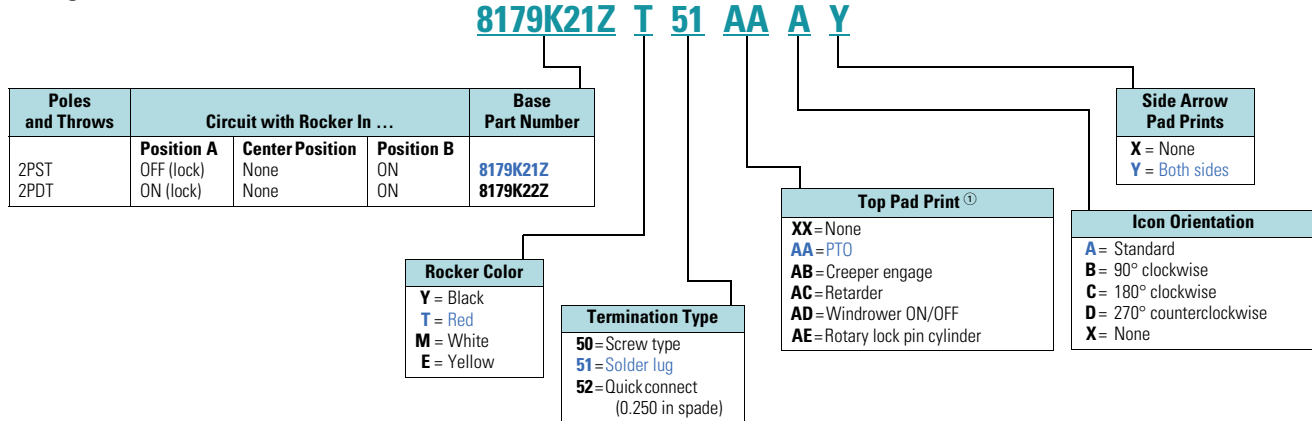 8179K21Z T 51 AA A Y
Poles and Throws
Circuit with Rocker In …
Base Part Number
Position A Center Position Position B
2PST OFF (lock) None ON 8179K21Z
2PDT ON (lock) None ON 8179K22Z
Rocker Color
Y = Black
T = Red
M = White
E = Yellow
Termination Type
50=Screw type
51=Solder lug
52=Quick connect
(0.250 in spade)
Top Pad Print ①
XX=None
AA=PTO
AB=Creeper engage
AC=Retarder
AD=Windrower ON/OFF
AE=Rotary lock pin cylinder
Icon Orientation
A = Standard
B = 90° clockwise
C = 180° clockwise
D = 270° counterclockwise
X = None
Side Arrow
Pad Prints
X = None
Y = Both sides